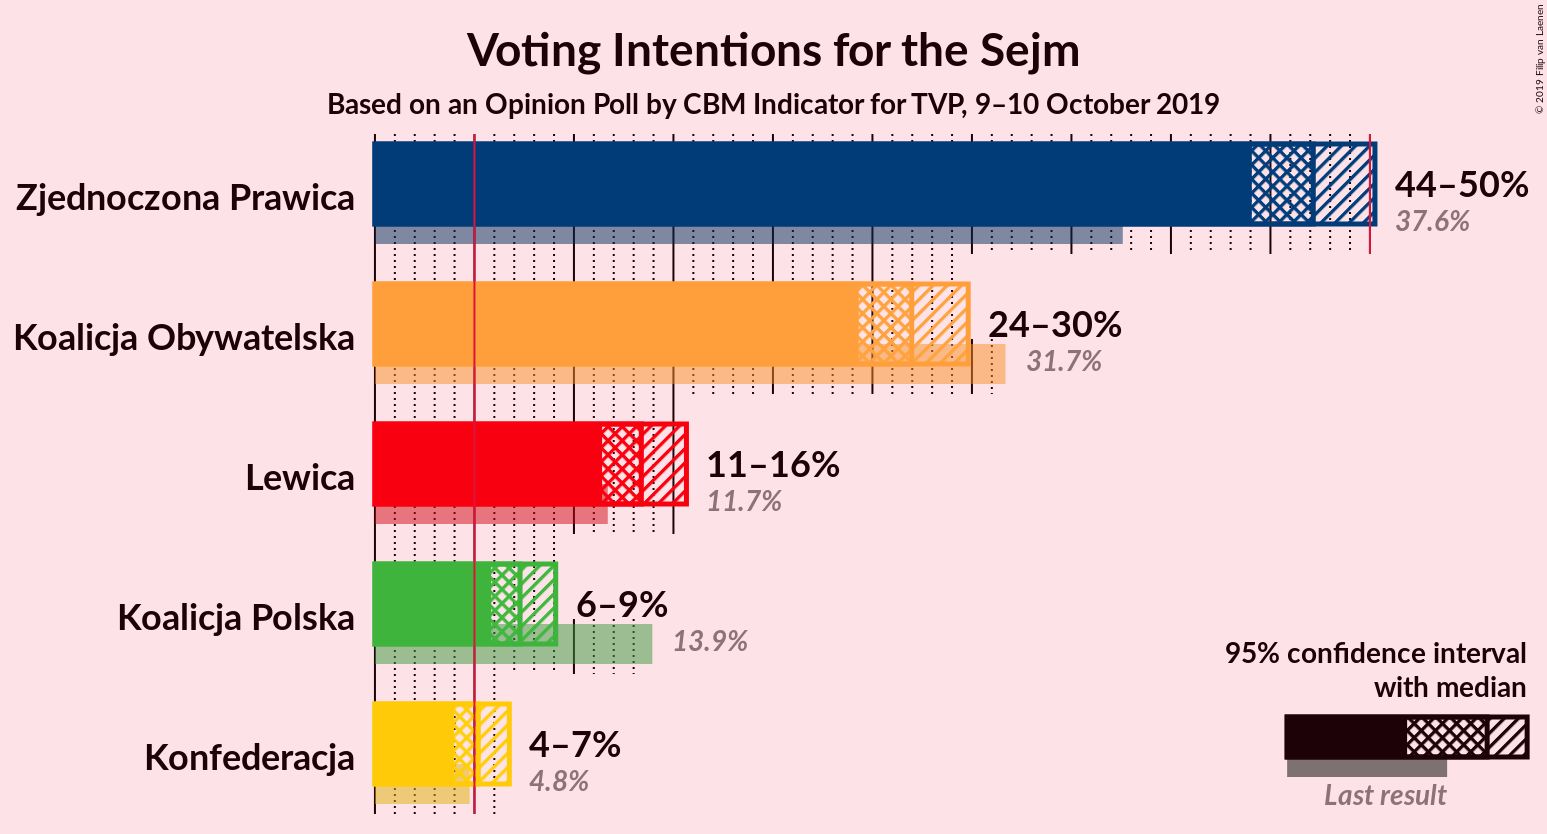 Voting Intentions for the Sejm
Based on an Opinion Poll by CBM Indicator for TVP, 9–10 October 2019
© 2019 Filip van Laenen
Zjednoczona Prawica
44–50%
37.6%
Koalicja Obywatelska
24–30%
31.7%
Lewica
11–16%
11.7%
Koalicja Polska
6–9%
13.9%
Konfederacja
4–7%
4.8%
95% confidence interval
with median
Last result